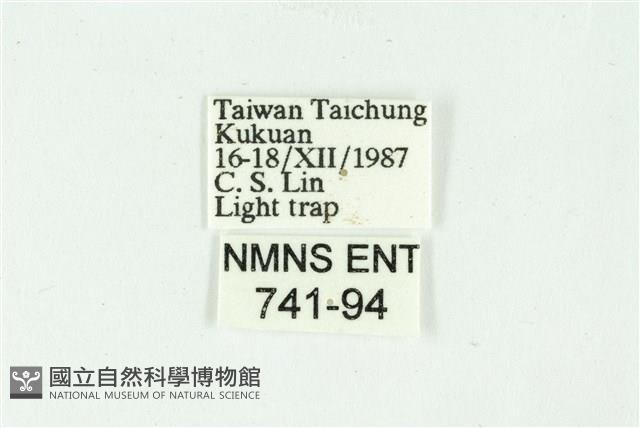 Taiwan Taichung
Kukuan
16-18/XII/1987
C. S. Lin
Light trap
NMNS ENT
741-94
國立自然科學博物館
NATIONAL MUSEUM OF NATURAL SCIENCE